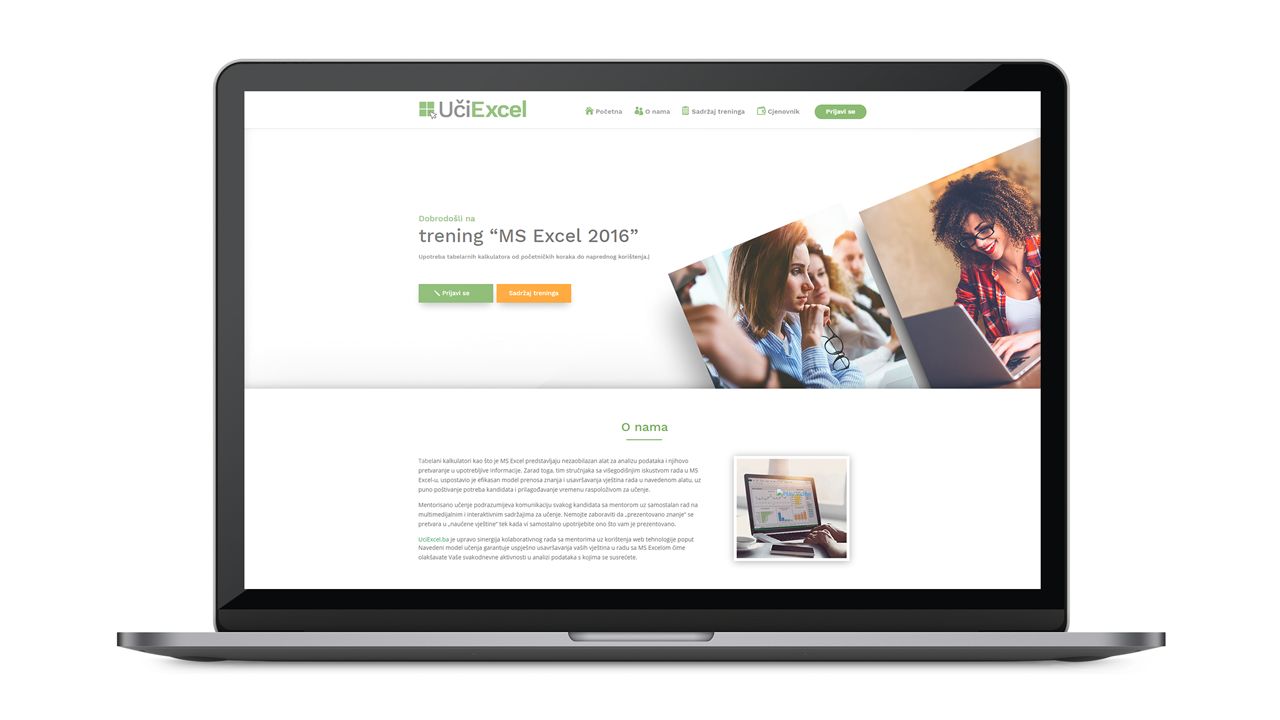 UčiExcel
Početna O nama Sadržaj treninga Cjenovnik Prijavi se
Dobrodošli na
trening “MS Excel 2016”
Upotreba tabelarnih kalkulatora od početničkih koraka do naprednog korištenja.)
Prijavi se Sadržaj treninga
O nama
Tabelani kalkulatori kao što je MS Excel predstavljaju nezaobilazan alat za analizu podataka i njihovo
pretvaranje u upotrebljive informacije. Zarad toga, tim stručnjaka sa višegodišnjim iskustvom rada u MS
Excel-u, uspostavio je efikasan model prenosa znanja i usavršavanja vještina rada u navedenom alatu, uz
puno poštivanje potreba kandidata i prilagođavanje vremenu raspoloživom za učenje.
Mentorisano učenje podrazumijeva komunikaciju svakog kandidata sa mentorom uz samostalan rad na
multimedijalnim i interaktivnim sadržajima za učenje. Nemojte zaboraviti da „prezentovano znanje“ se
pretvara u „naučene vještine“ tek kada vi samostalno upotrijebite ono što vam je prezentovano.
UciExcel.ba je upravo sinergija kolaborativnog rada sa mentorima uz korištenja web tehnologije poput
Navedeni model učenja garantuje uspješno usavršavanja vaših vještina u radu sa MS Excelom čime
olakšavate Vaše svakodnevne aktivnosti u analizi podataka s kojima se susrećete.